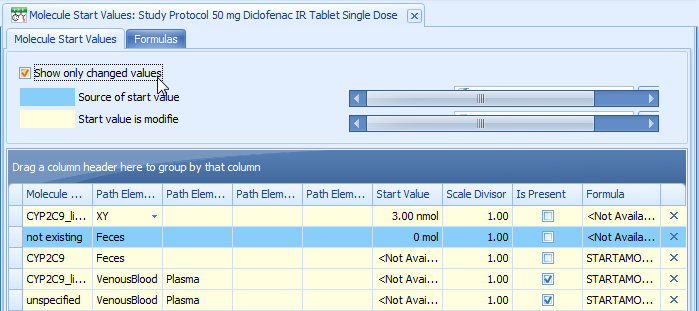 Molecule Start Values: Study Protocol 50 mg Diclofenac IR Tablet Single Dose
Molecule Start Values Formulas
Show only changed values
Source of start value
Start value is modifie
Drag a column header here to group by that column
Molecule ... Path Elem... Path Elem... Path Elem... Path Elem... Start Value Scale Divisor Is Present Formula
CYP2C9_li... XY 3.00 nmol 1.00 <Not Availa...
not existing Feces 0 mol 1.00 <Not Availa...
CYP2C9 Feces <Not Avai... 1.00 STARTAMO...
CYP2C9_li... VenousBlood Plasma <Not Avai... 1.00 STARTAMO...
unspecified VenousBlood Plasma <Not Avai... 1.00 STARTAMO...